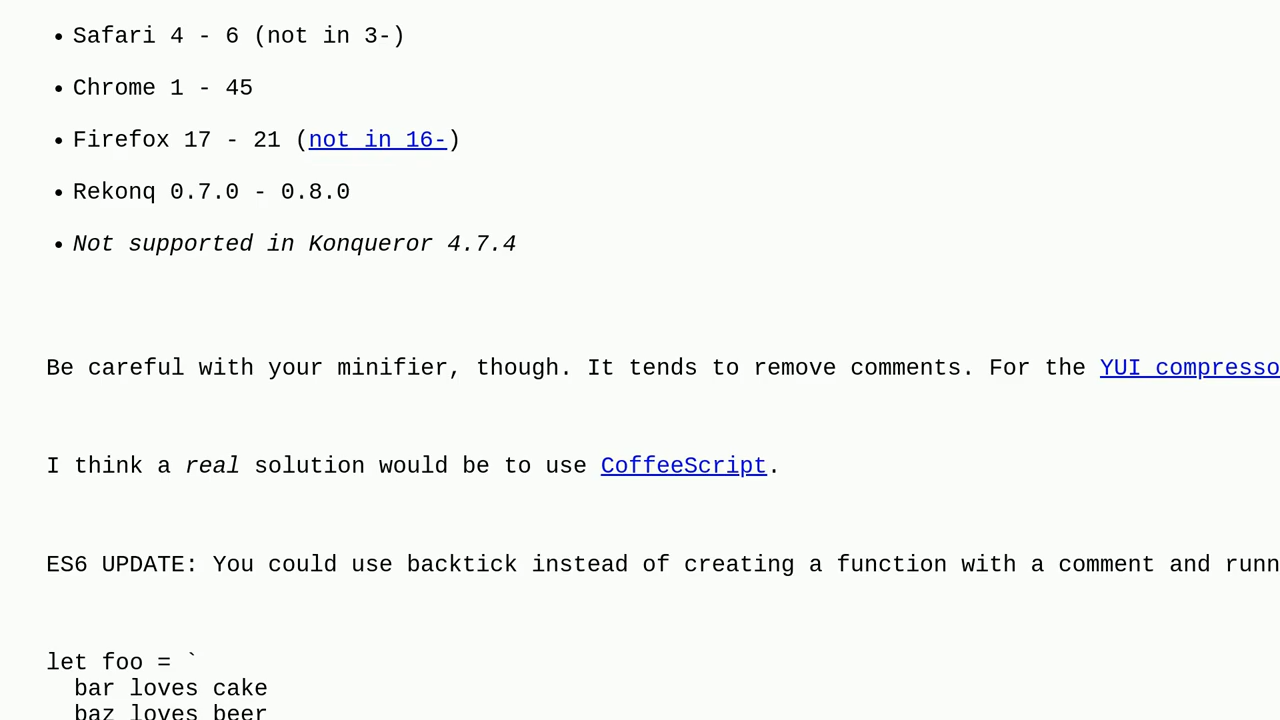 • Safari 4 - 6 (not in 3-)
• Chrome 1 - 45
• Firefox 17 - 21 (not in 16-)
• Rekonq 0.7.0 - 0.8.0
• Not supported in Konqueror 4.7.4
Be careful with your minifier, though. It tends to remove comments. For the YUI compresso
I think a real solution would be to use CoffeeScript.
ES6 UPDATE: You could use backtick instead of creating a function with a comment and runn
let foo = `
  bar loves cake
  baz loves beer